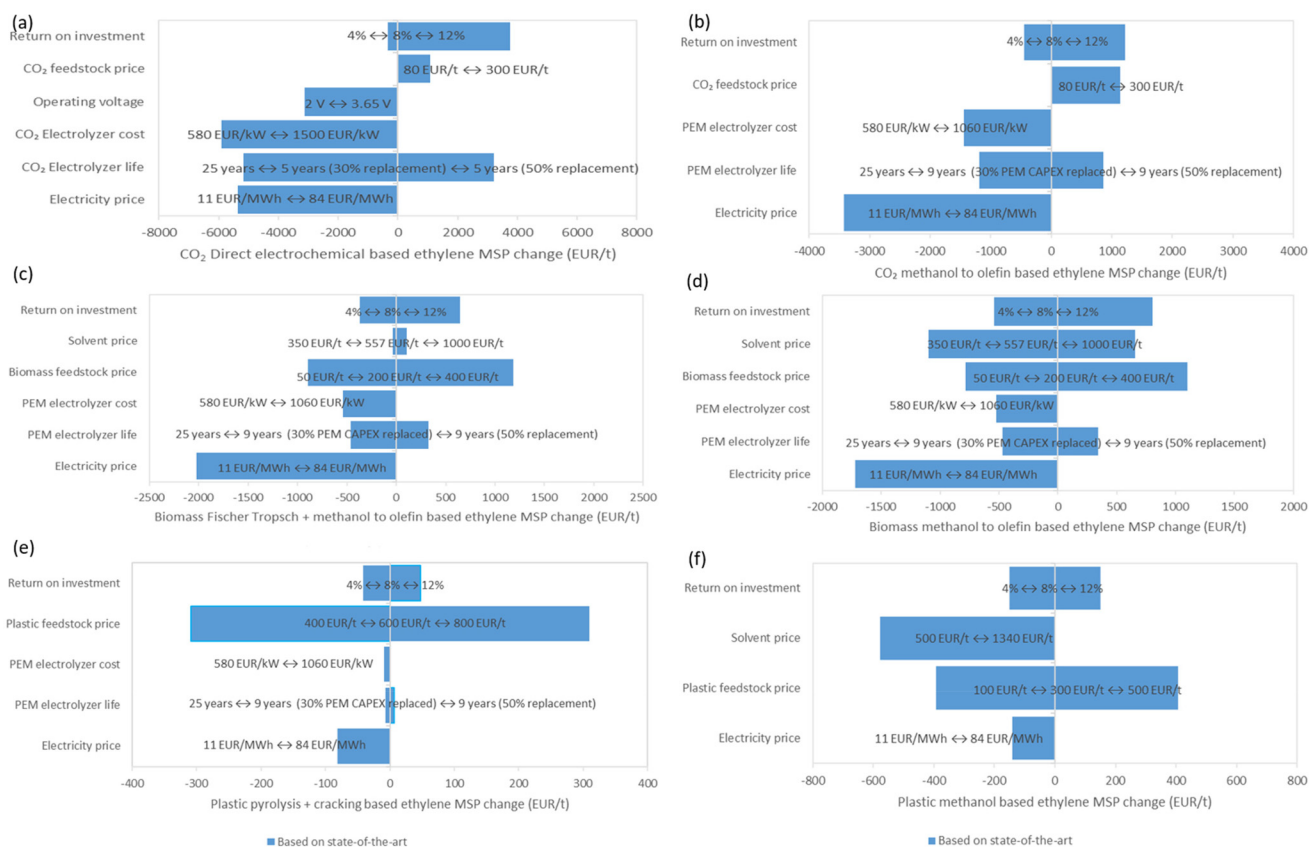 (a)
Return on investment
4% ↔ 8% ↔ 12%
CO₂ feedstock price
80 EUR/t ↔ 300 EUR/t
Operating voltage
2 V ↔ 3.65 V
CO₂ Electrolyzer cost
580 EUR/kW ↔ 1500 EUR/kW
CO₂ Electrolyzer life
25 years ↔ 5 years (30% replacement) ↔ 5 years (50% replacement)
Electricity price
11 EUR/MWh ↔ 84 EUR/MWh
-8000 -6000 -4000 -2000 0 2000 4000 6000 8000
CO₂ Direct electrochemical based ethylene MSP change (EUR/t)
(b)
Return on investment
4% ↔ 8% ↔ 12%
CO₂ feedstock price
80 EUR/t ↔ 300 EUR/t
PEM electrolyzer cost
580 EUR/kW ↔ 1060 EUR/kW
PEM electrolyzer life
25 years ↔ 9 years (30% PEM CAPEX replaced) ↔ 9 years (50% replacement)
Electricity price
11 EUR/MWh ↔ 84 EUR/MWh
-4000 -3000 -2000 -1000 0 1000 2000 3000 4000
CO₂ methanol to olefin based ethylene MSP change (EUR/t)
(c)
Return on investment
4% ↔ 8% ↔ 12%
Solvent price
350 EUR/t ↔ 557 EUR/t ↔ 1000 EUR/t
Biomass feedstock price
50 EUR/t ↔ 200 EUR/t ↔ 400 EUR/t
PEM electrolyzer cost
580 EUR/kW ↔ 1060 EUR/kW
PEM electrolyzer life
25 years ↔ 9 years (30% PEM CAPEX replaced) ↔ 9 years (50% replacement)
Electricity price
11 EUR/MWh ↔ 84 EUR/MWh
-2500 -2000 -1500 -1000 -500 0 500 1000 1500 2000 2500
Biomass Fischer Tropsch + methanol to olefin based ethylene MSP change (EUR/t)
(d)
Return on investment
4% ↔ 8% ↔ 12%
Solvent price
350 EUR/t ↔ 557 EUR/t ↔ 1000 EUR/t
Biomass feedstock price
50 EUR/t ↔ 200 EUR/t ↔ 400 EUR/t
PEM electrolyzer cost
580 EUR/kW ↔ 1060 EUR/kW
PEM electrolyzer life
25 years ↔ 9 years (30% PEM CAPEX replaced) ↔ 9 years (50% replacement)
Electricity price
11 EUR/MWh ↔ 84 EUR/MWh
-2000 -1500 -1000 -500 0 500 1000 1500 2000
Biomass methanol to olefin based ethylene MSP change (EUR/t)
(e)
Return on investment
4% ↔ 8% ↔ 12%
Plastic feedstock price
400 EUR/t ↔ 600 EUR/t ↔ 800 EUR/t
PEM electrolyzer cost
580 EUR/kW ↔ 1060 EUR/kW
PEM electrolyzer life
25 years ↔ 9 years (30% PEM CAPEX replaced) ↔ 9 years (50% replacement)
Electricity price
11 EUR/MWh ↔ 84 EUR/MWh
-400 -300 -200 -100 0 100 200 300 400
Plastic pyrolysis + cracking based ethylene MSP change (EUR/t)
Based on state-of-the-art
(f)
Return on investment
4% ↔ 8% ↔ 12%
Solvent price
500 EUR/t ↔ 1340 EUR/t
Plastic feedstock price
100 EUR/t ↔ 300 EUR/t ↔ 500 EUR/t
Electricity price
11 EUR/MWh ↔ 84 EUR/MWh
-800 -600 -400 -200 0 200 400 600 800
Plastic methanol based ethylene MSP change (EUR/t)
Based on state-of-the-art